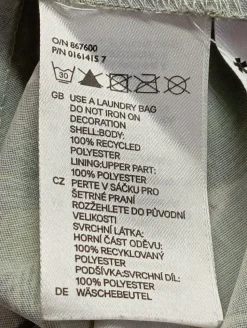 O/N 867600
P/N 0161415 7
30
GB USE A LAUNDRY BAG
DO NOT IRON ON
DECORATION
SHELL:BODY:
100% RECYCLED
POLYESTER
LINING:UPPER PART:
100% POLYESTER
CZ PERTE V SÁČKU PRO
ŠETRNÉ PRANÍ
ROZŽEHLETE DO PŮVODNÍ
VELIKOSTI
SVRCHNÍ LÁTKA:
HORNÍ ČÁST ODĚVU:
100% RECYKLOVANÝ
POLYESTER
PODŠÍVKA:SVRCHNÍ DÍL:
100% POLYESTER
DE WÄSCHEBEUTEL